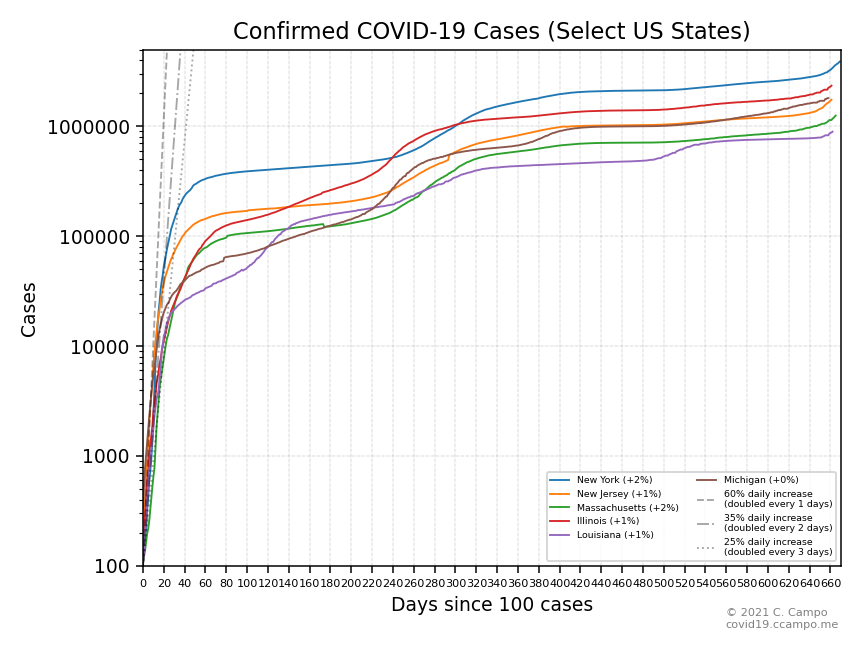 Confirmed COVID-19 Cases (Select US States)
Cases
1000000
100000
10000
1000
100
0 20 40 60 80 100 120 140 160 180 200 220 240 260 280 300 320 340 360 380 400 420 440 460 480 500 520 540 560 580 600 620 640 660
Days since 100 cases
New York (+2%)
New Jersey (+1%)
Massachusetts (+2%)
Illinois (+1%)
Louisiana (+1%)
Michigan (+0%)
60% daily increase
(doubled every 1 days)
35% daily increase
(doubled every 2 days)
25% daily increase
(doubled every 3 days)
© 2021 C. Campo
covid19.ccampo.me